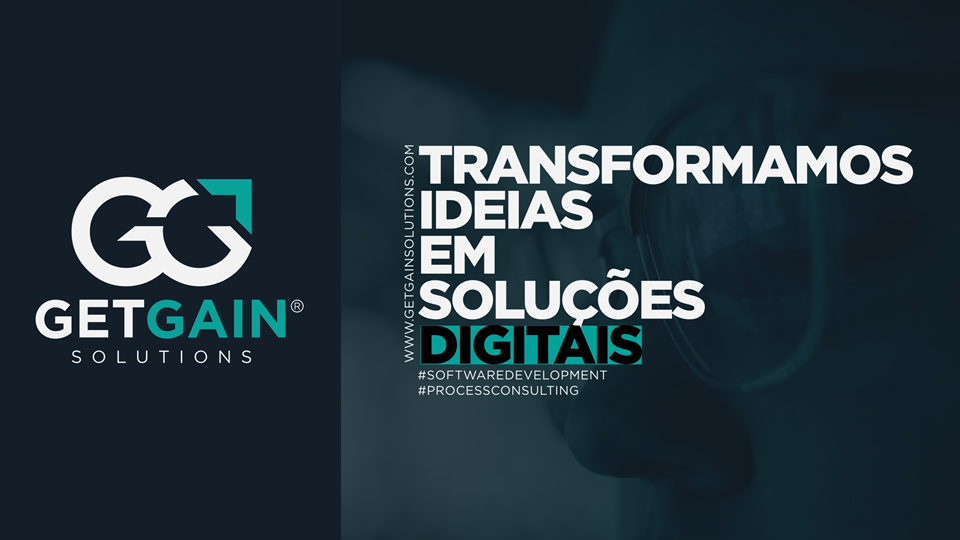 GG
GETGAIN®
SOLUTIONS
WWW.GETGAINSOLUTIONS.COM
TRANSFORMAMOS
IDEIAS
EM
SOLUÇÕES
DIGITAIS
#SOFTWAREDEVELOPMENT
#PROCESSCONSULTING